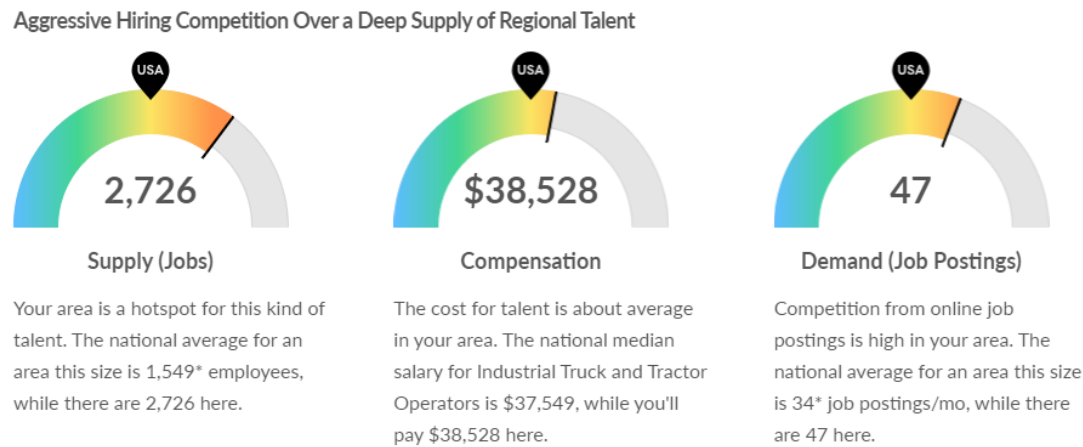 Aggressive Hiring Competition Over a Deep Supply of Regional Talent
USA
USA
USA
2,726
$38,528
47
Supply (Jobs)
Compensation
Demand (Job Postings)
Your area is a hotspot for this kind of
talent. The national average for an
area this size is 1,549* employees,
while there are 2,726 here.
The cost for talent is about average
in your area. The national median
salary for Industrial Truck and Tractor
Operators is $37,549, while you'll
pay $38,528 here.
Competition from online job
postings is high in your area. The
national average for an area this size
is 34* job postings/mo, while there
are 47 here.